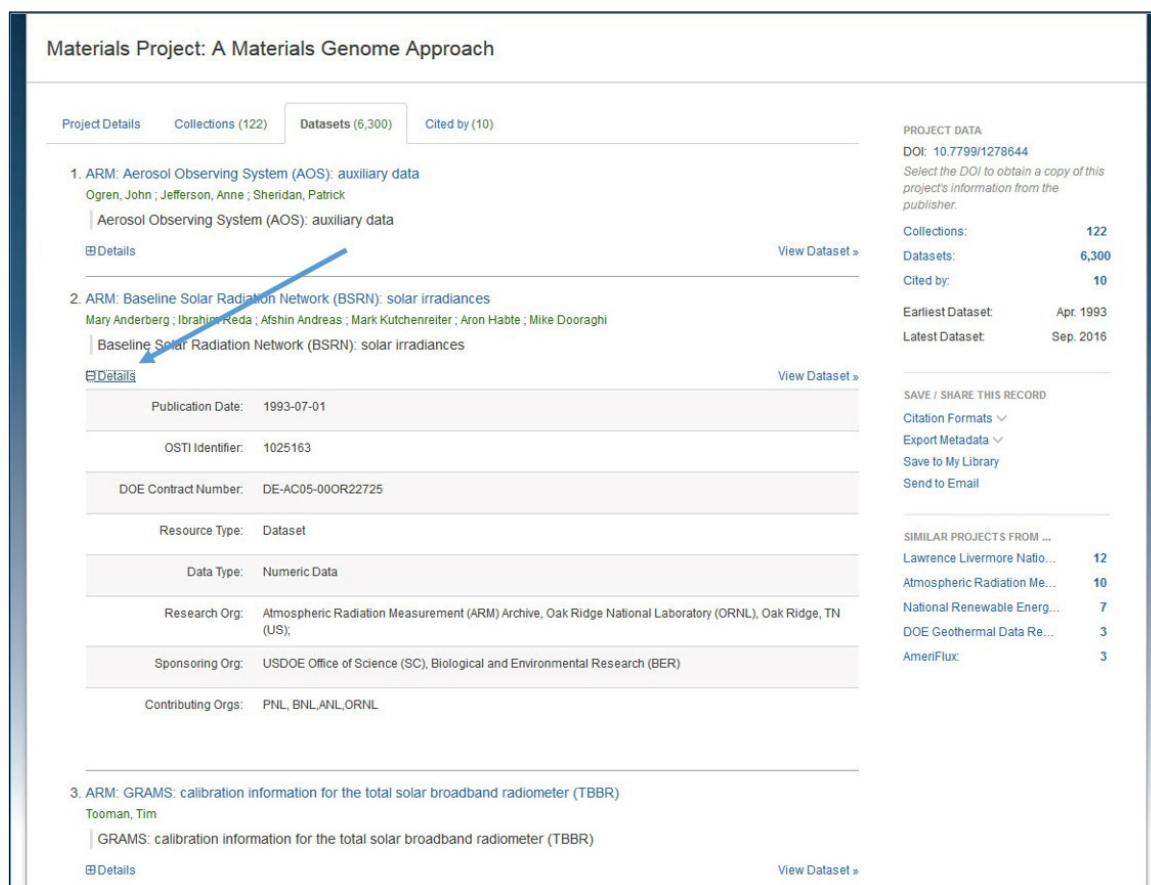 Materials Project: A Materials Genome Approach
Project Details Collections (122) Datasets (6,300) Cited by (10)
1. ARM: Aerosol Observing System (AOS): auxiliary data
Ogren, John ; Jefferson, Anne ; Sheridan, Patrick
Aerosol Observing System (AOS): auxiliary data
Details View Dataset »
2. ARM: Baseline Solar Radiation Network (BSRN): solar irradiances
Mary Anderberg ; Ibrahim Reda ; Afshin Andreas ; Mark Kutchenreiter ; Aron Habte ; Mike Dooraghi
Baseline Solar Radiation Network (BSRN): solar irradiances
Details View Dataset »
Publication Date: 1993-07-01
OSTI Identifier: 1025163
DOE Contract Number: DE-AC05-00OR22725
Resource Type: Dataset
Data Type: Numeric Data
Research Org: Atmospheric Radiation Measurement (ARM) Archive, Oak Ridge National Laboratory (ORNL), Oak Ridge, TN
(US);
Sponsoring Org: USDOE Office of Science (SC), Biological and Environmental Research (BER)
Contributing Orgs: PNL, BNL,ANL,ORNL
3. ARM: GRAMS: calibration information for the total solar broadband radiometer (TBBR)
Tooman, Tim
GRAMS: calibration information for the total solar broadband radiometer (TBBR)
Details View Dataset »
PROJECT DATA
DOI: 10.7799/1278644
Select the DOI to obtain a copy of this
project's information from the
publisher.
Collections: 122
Datasets: 6,300
Cited by: 10
Earliest Dataset: Apr. 1993
Latest Dataset: Sep. 2016
SAVE / SHARE THIS RECORD
Citation Formats
Export Metadata
Save to My Library
Send to Email
SIMILAR PROJECTS FROM ...
Lawrence Livermore Natio... 12
Atmospheric Radiation Me... 10
National Renewable Energ... 7
DOE Geothermal Data Re... 3
AmeriFlux: 3